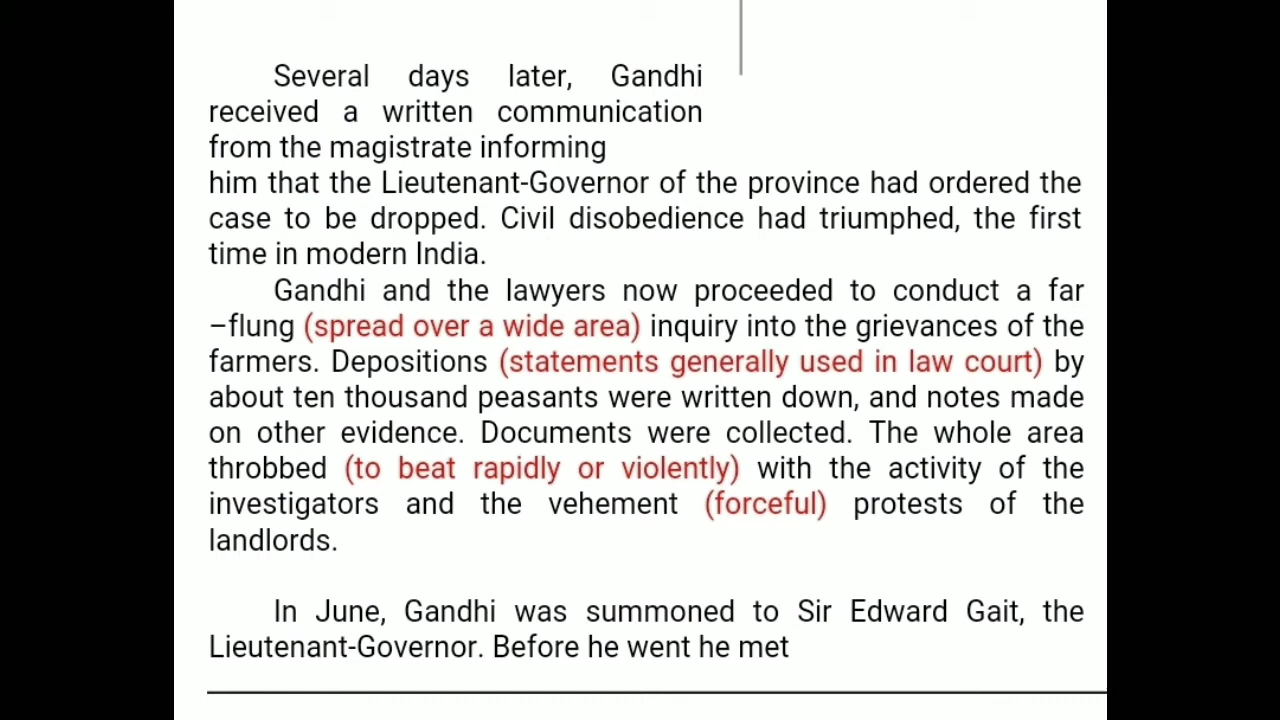 Several days later, Gandhi
received a written communication
from the magistrate informing
him that the Lieutenant-Governor of the province had ordered the
case to be dropped. Civil disobedience had triumphed, the first
time in modern India.
Gandhi and the lawyers now proceeded to conduct a far
–flung (spread over a wide area) inquiry into the grievances of the
farmers. Depositions (statements generally used in law court) by
about ten thousand peasants were written down, and notes made
on other evidence. Documents were collected. The whole area
throbbed (to beat rapidly or violently) with the activity of the
investigators and the vehement (forceful) protests of the
landlords.
In June, Gandhi was summoned to Sir Edward Gait, the
Lieutenant-Governor. Before he went he met